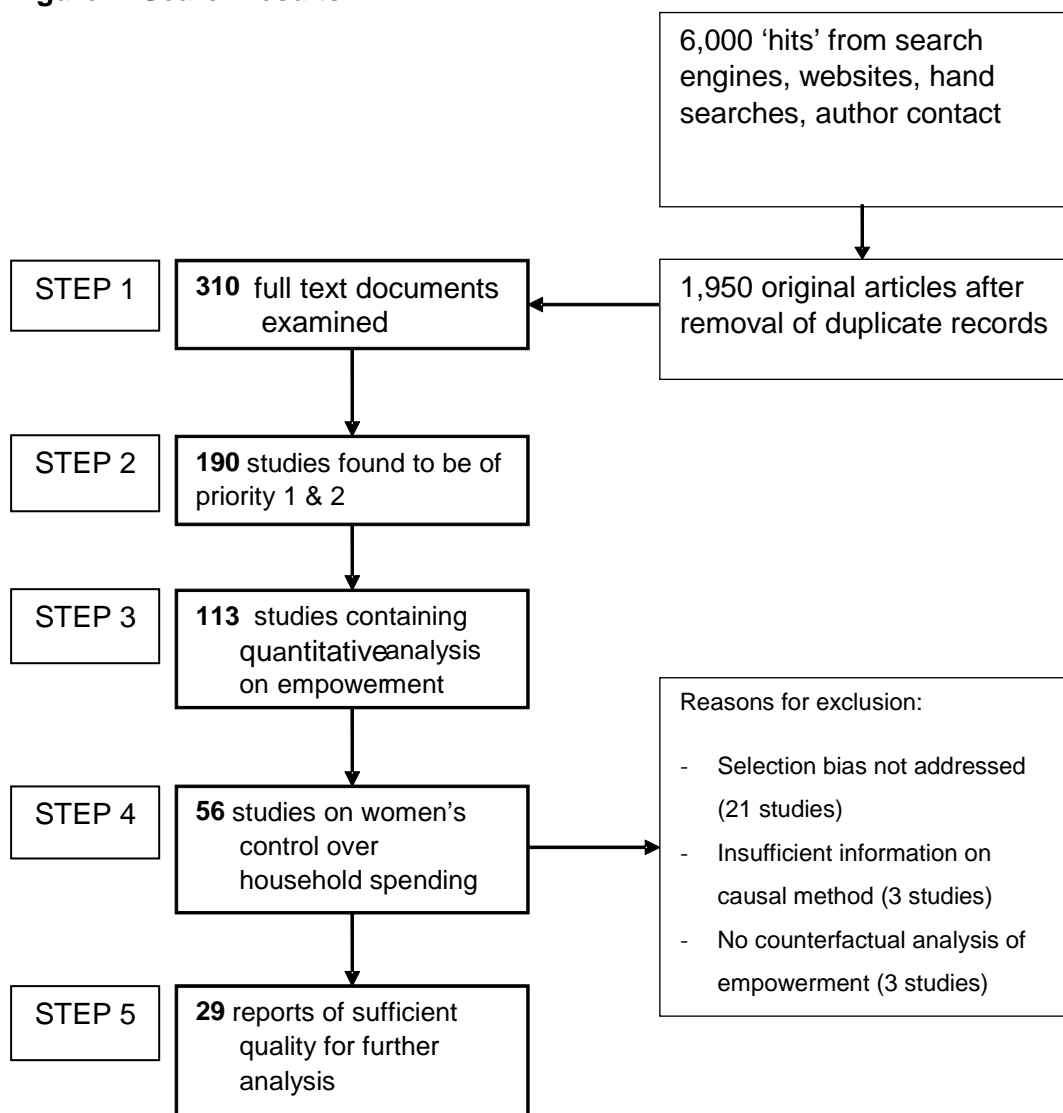 6,000 ‘hits’ from search
engines, websites, hand
searches, author contact
STEP 1
310 full text documents
examined
1,950 original articles after
removal of duplicate records
STEP 2
190 studies found to be of
priority 1 & 2
STEP 3
113 studies containing
quantitative analysis
on empowerment
STEP 4
56 studies on women’s
control over
household spending
Reasons for exclusion:
- Selection bias not addressed
(21 studies)
- Insufficient information on
causal method (3 studies)
- No counterfactual analysis of
empowerment (3 studies)
STEP 5
29 reports of sufficient
quality for further
analysis